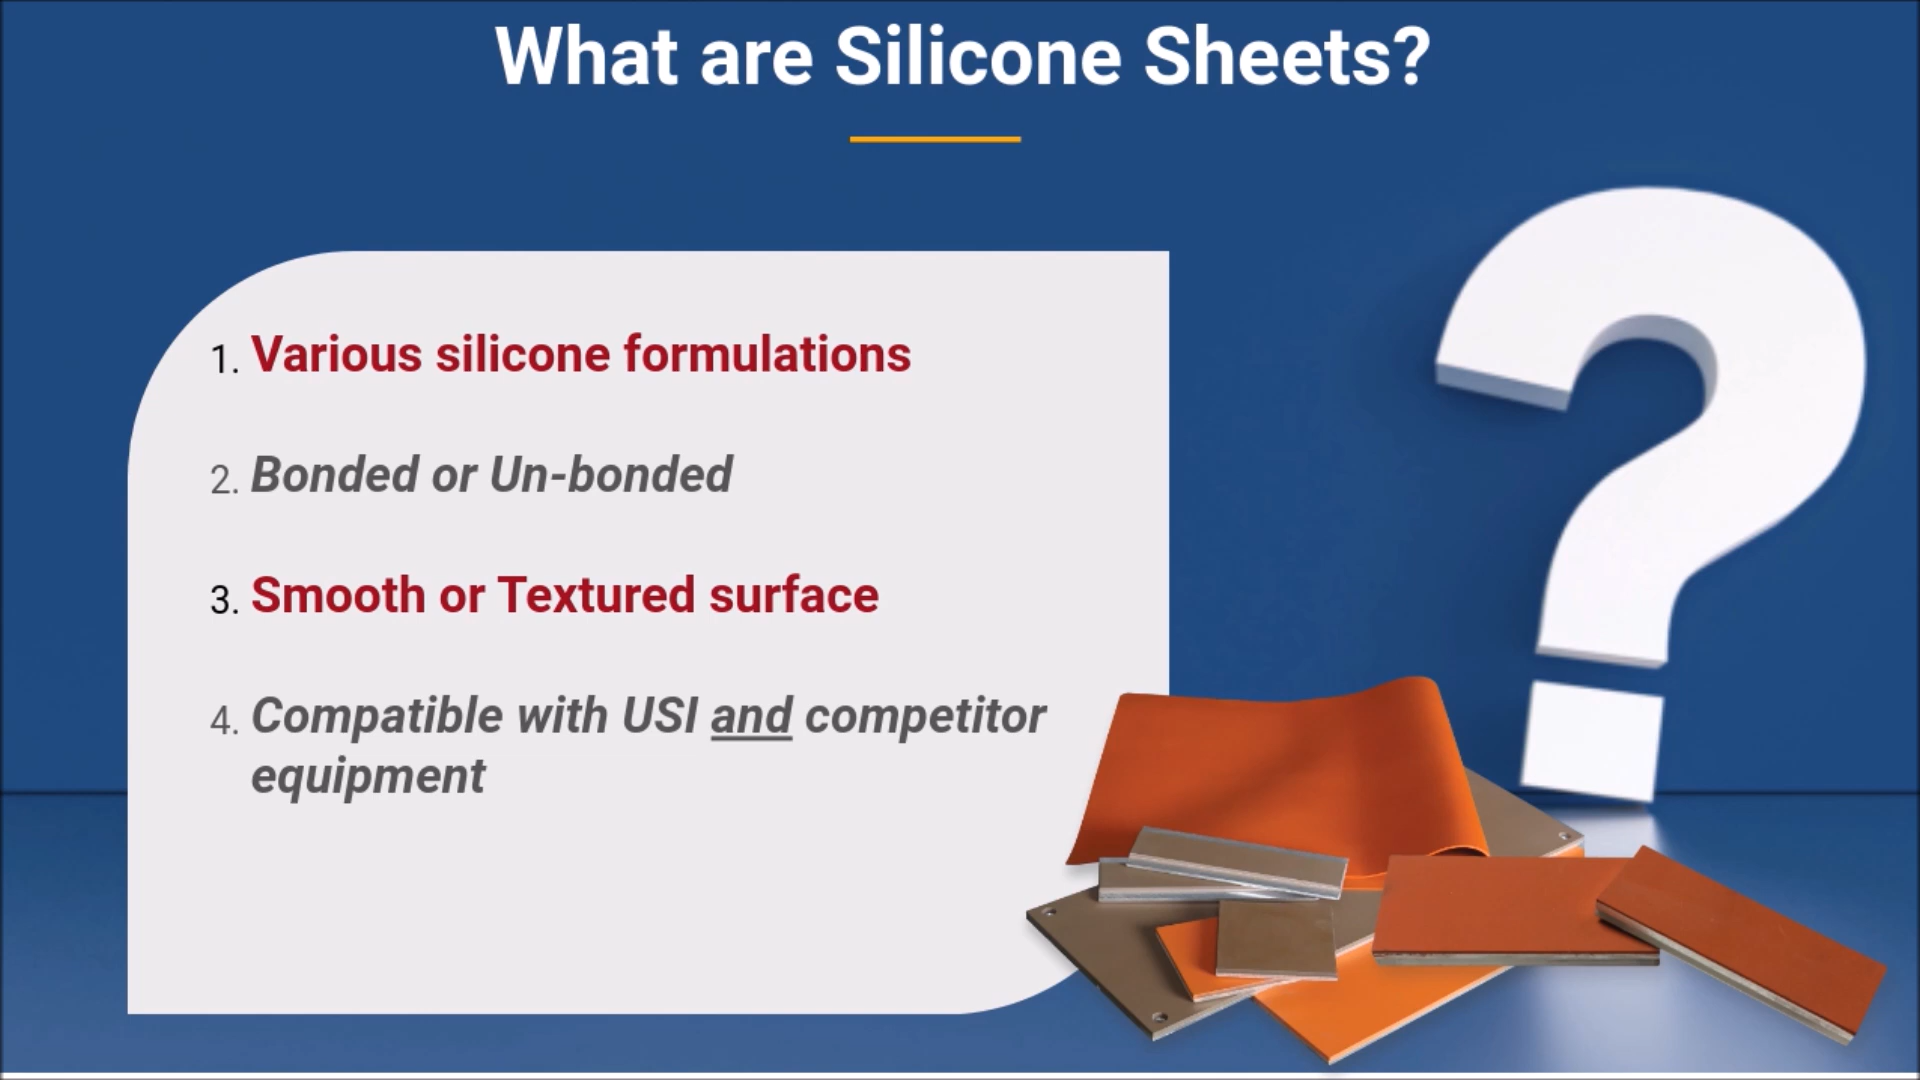 What are Silicone Sheets?
1. Various silicone formulations
2. Bonded or Un-bonded
3. Smooth or Textured surface
4. Compatible with USI and competitor
equipment